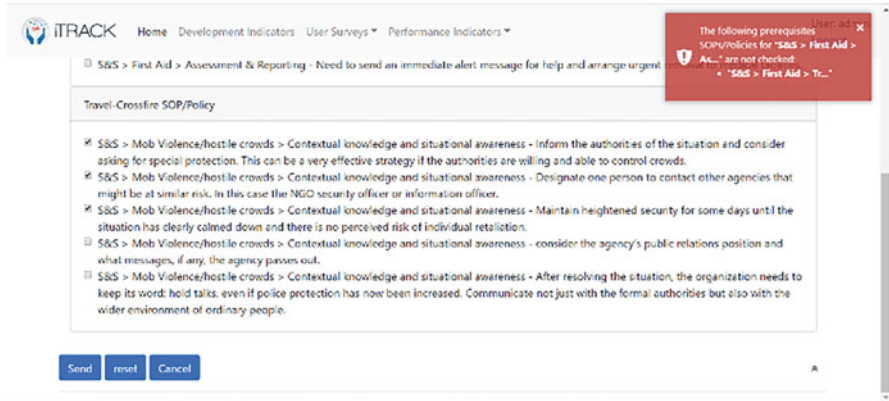 iTRACK Home Development Indicators User Surveys Performance Indicators User: admin
The following prerequisites
SOPs/Policies for "S&S > First Aid >
As..." are not checked:
"S&S > First Aid > Tr..."
S&S > First Aid > Assessment & Reporting - Need to send an immediate alert message for help and arrange urgent
Travel-Crossfire SOP/Policy
S&S > Mob Violence/hostile crowds > Contextual knowledge and situational awareness - Inform the authorities of the situation and consider
asking for special protection. This can be a very effective strategy if the authorities are willing and able to control crowds.
S&S > Mob Violence/hostile crowds > Contextual knowledge and situational awareness - Designate one person to contact other agencies that
might be at similar risk. In this case the NGO security officer or information officer.
S&S > Mob Violence/hostile crowds > Contextual knowledge and situational awareness - Maintain heightened security for some days until the
situation has clearly calmed down and there is no perceived risk of individual retaliation.
S&S > Mob Violence/hostile crowds > Contextual knowledge and situational awareness - consider the agency's public relations position and
what messages, if any, the agency passes out.
S&S > Mob Violence/hostile crowds > Contextual knowledge and situational awareness - After resolving the situation, the organization needs to
keep its word: hold talks, even if police protection has now been increased. Communicate not just with the formal authorities but also with the
wider environment of ordinary people.
Send reset Cancel